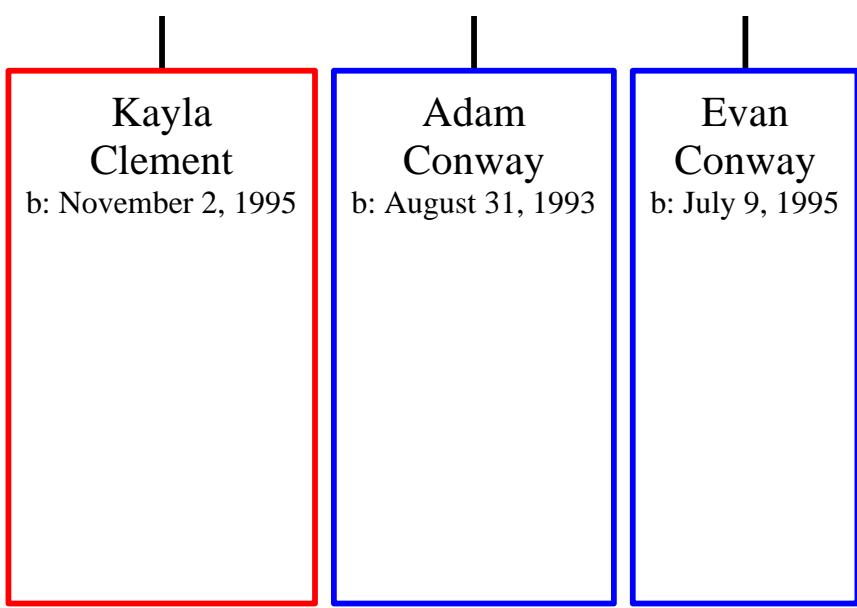 Kayla
Clement
b: November 2, 1995
Adam
Conway
b: August 31, 1993
Evan
Conway
b: July 9, 1995